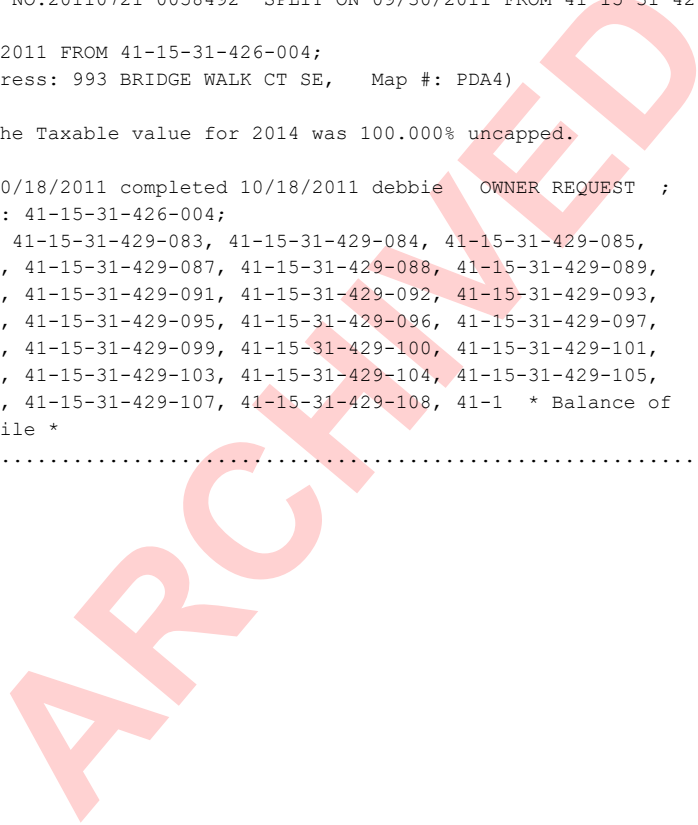 NO.20110721-0058492 SPLIT ON 09/30/2011 FROM 41-15-31-42
2011 FROM 41-15-31-426-004;
ress: 993 BRIDGE WALK CT SE, Map #: PDA4)
he Taxable value for 2014 was 100.000% uncapped.
0/18/2011 completed 10/18/2011 debbie OWNER REQUEST ;
: 41-15-31-426-004;
41-15-31-429-083, 41-15-31-429-084, 41-15-31-429-085,
, 41-15-31-429-087, 41-15-31-429-088, 41-15-31-429-089,
, 41-15-31-429-091, 41-15-31-429-092, 41-15-31-429-093,
, 41-15-31-429-095, 41-15-31-429-096, 41-15-31-429-097,
, 41-15-31-429-099, 41-15-31-429-100, 41-15-31-429-101,
, 41-15-31-429-103, 41-15-31-429-104, 41-15-31-429-105,
, 41-15-31-429-107, 41-15-31-429-108, 41-1 * Balance of
ile *
.........................................................
ARCHIVED